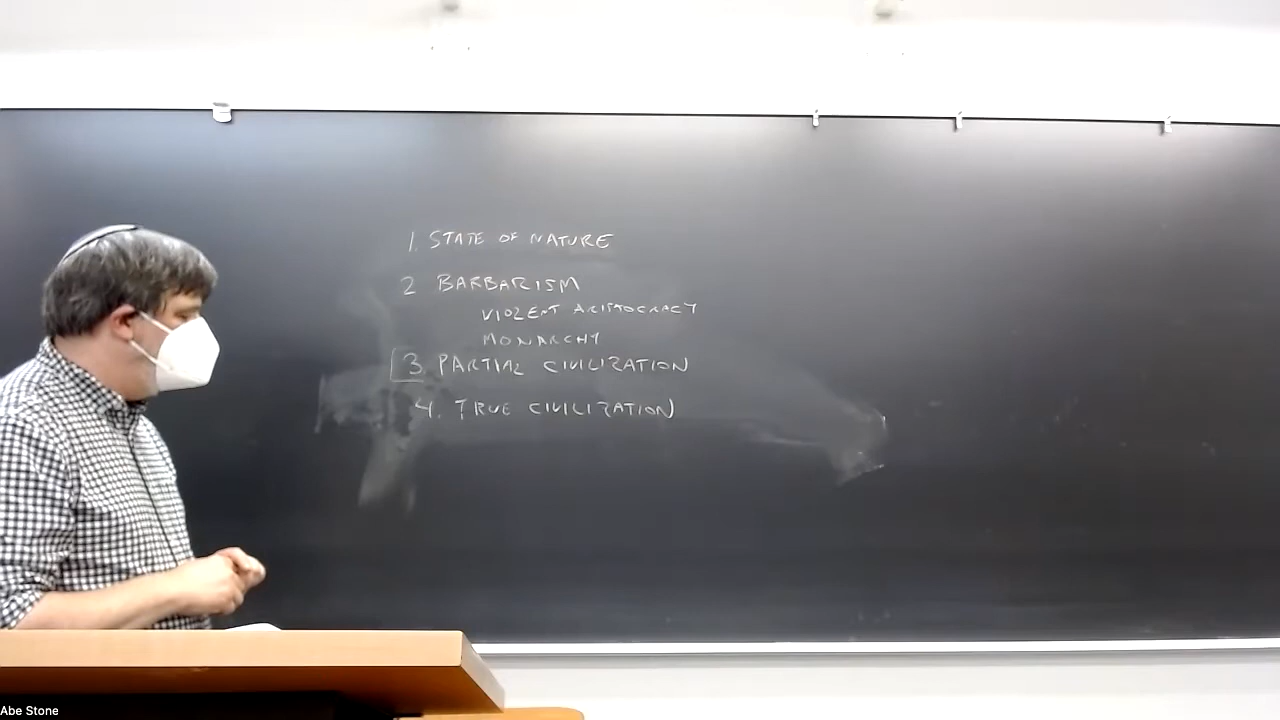 1. STATE OF NATURE
2 BARBARISM
VIOLENT ARISTOCRACY
MONARCHY
3. PARTIAL CIVILIZATION
4. TRUE CIVILIZATION
Abe Stone